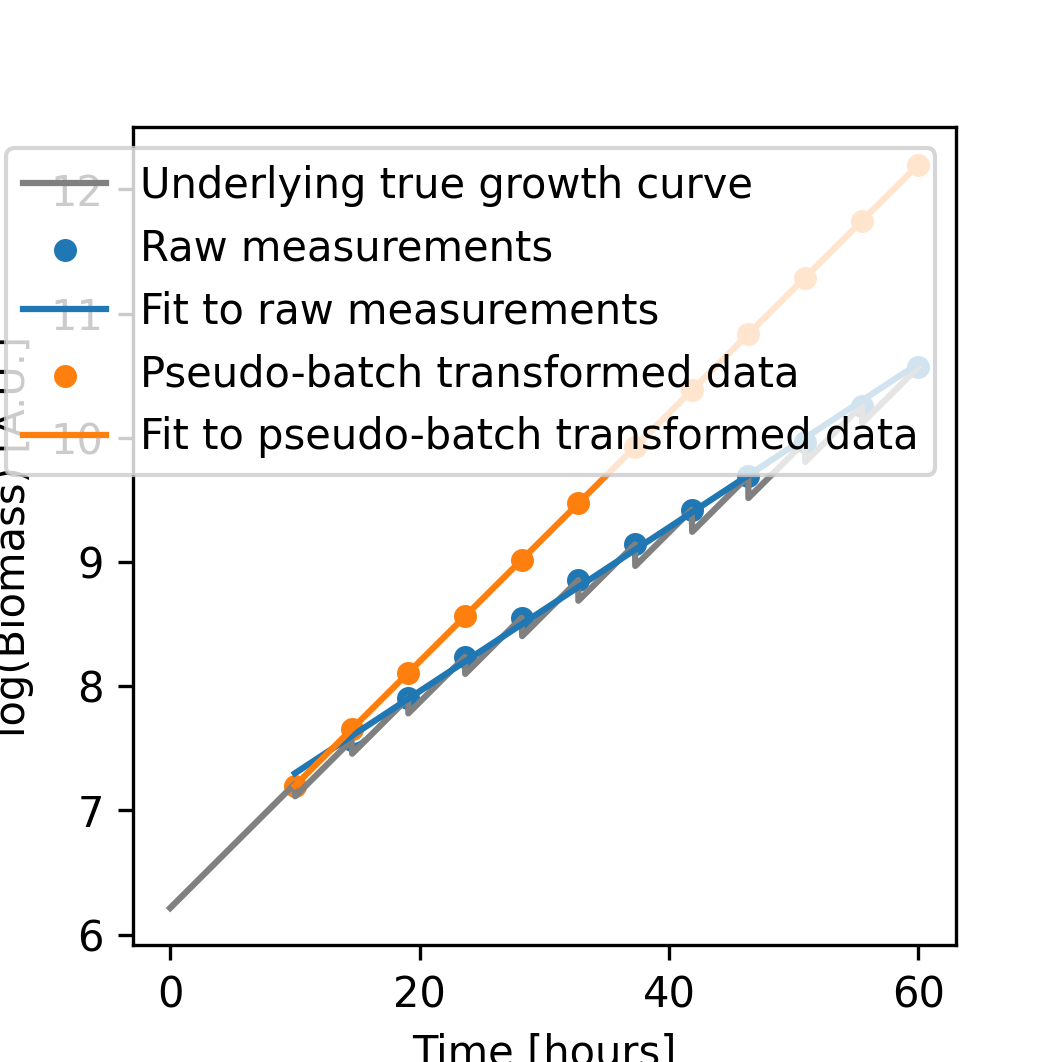 12
Underlying true growth curve
Raw measurements
11
Fit to raw measurements
Pseudo-batch transformed data
10
Fit to pseudo-batch transformed data
log(Biomass) [A.U.]
9
8
7
6
0 20 40 60
Time [hours]